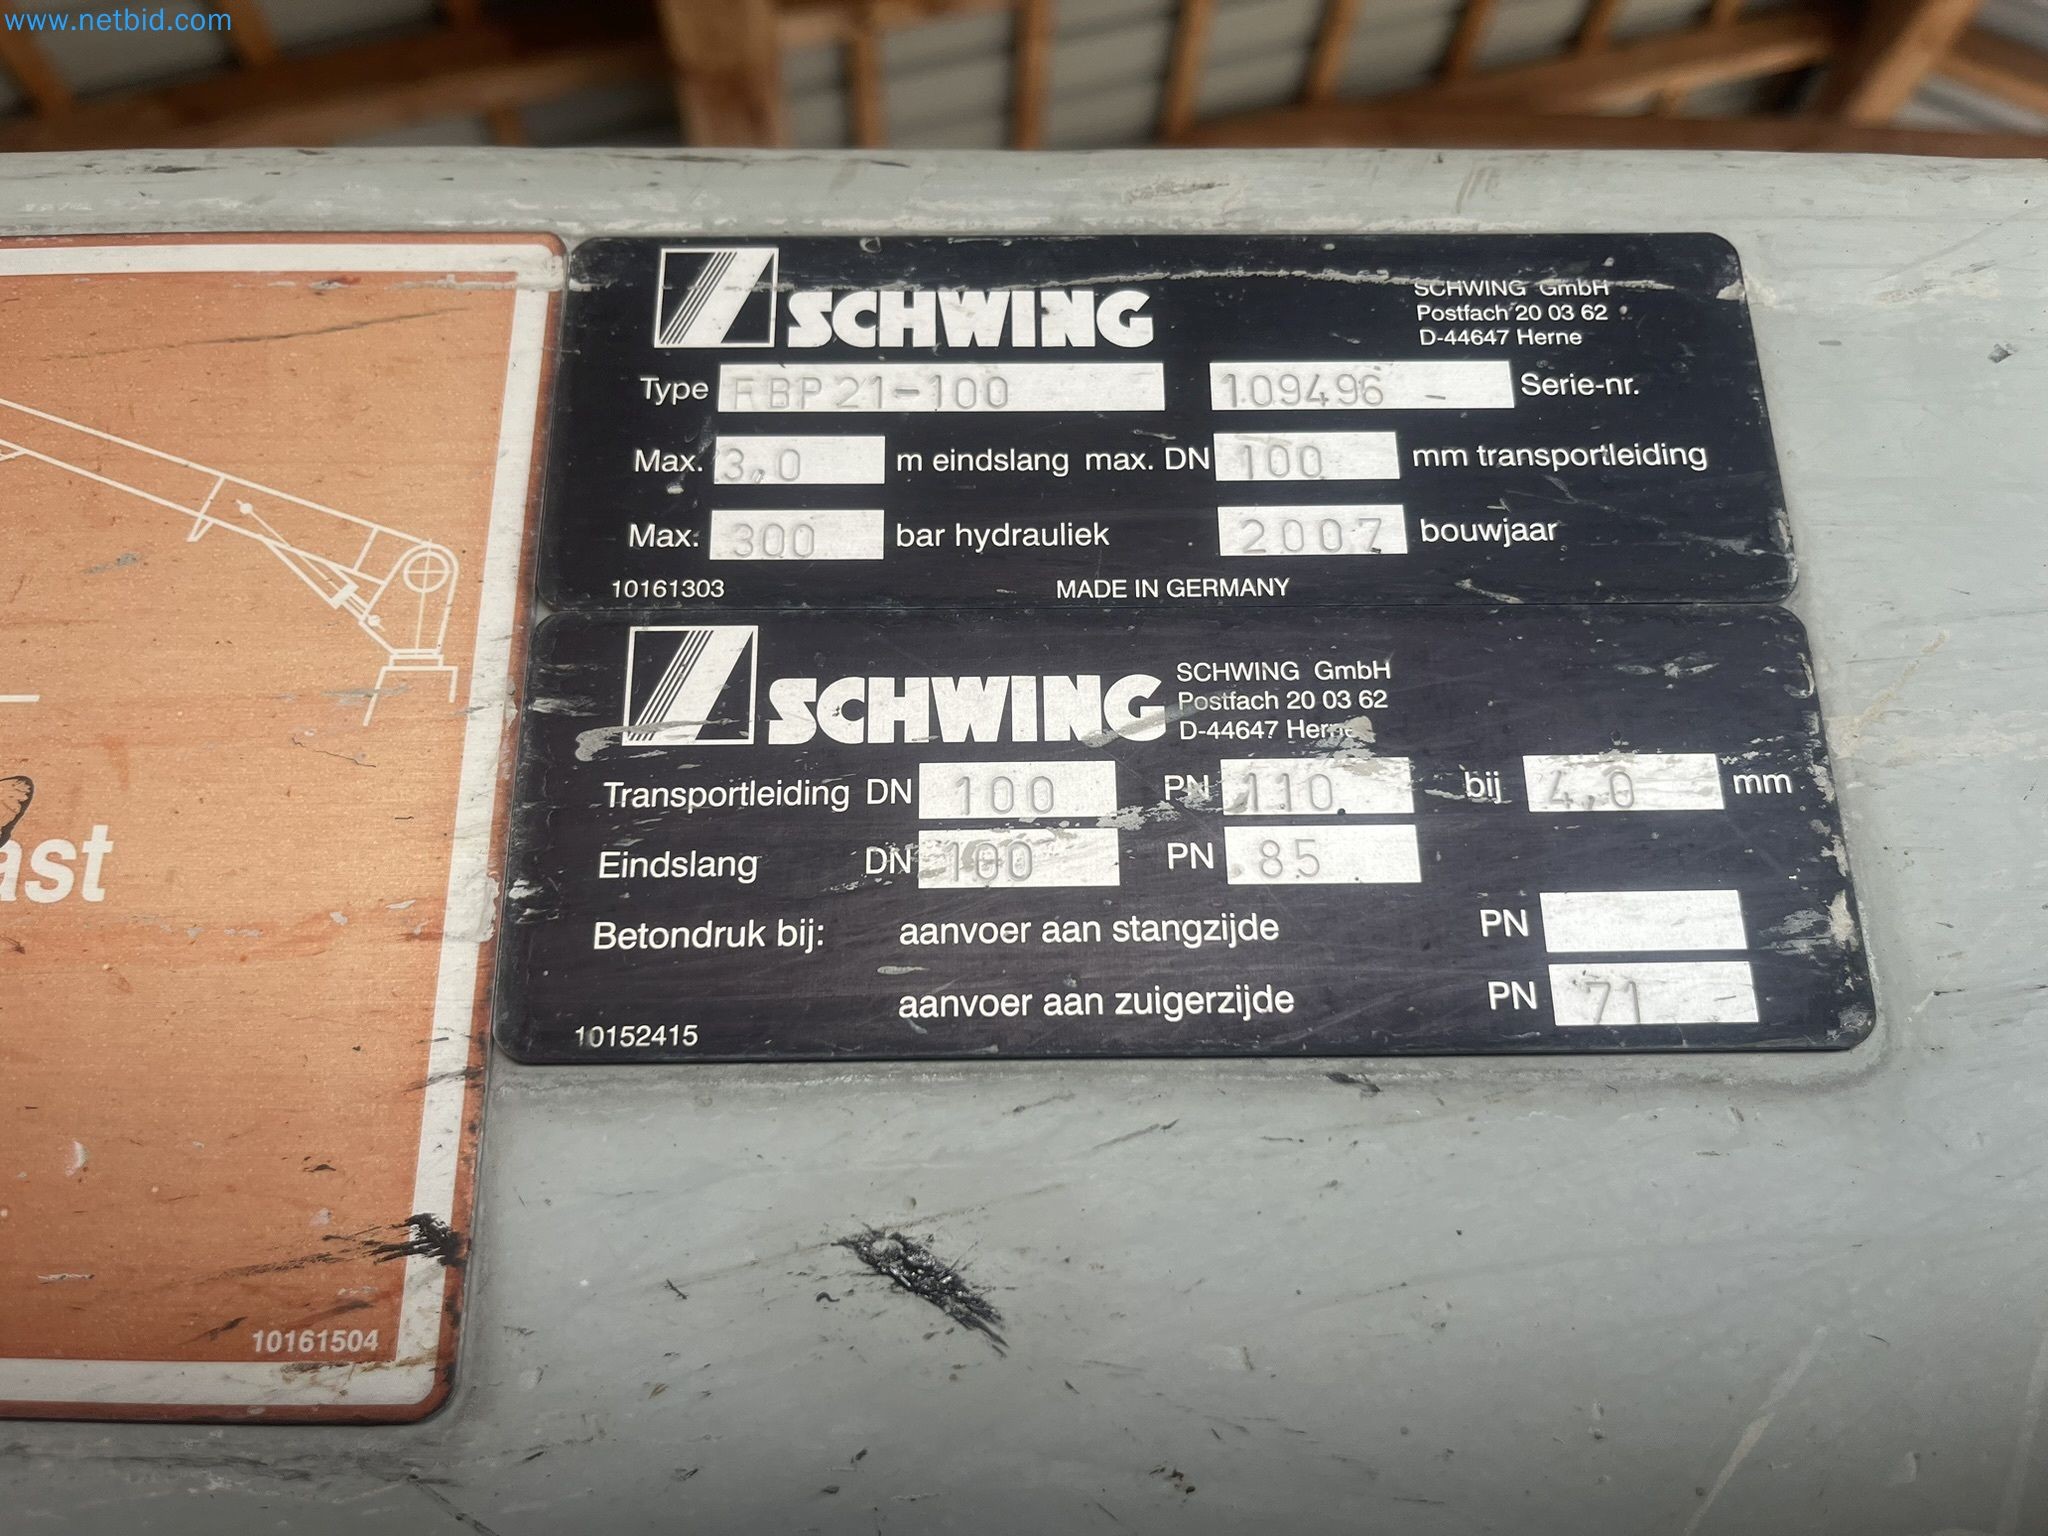 www.netbid.com
SCHWING
SCHWING GmbH
Postfach 20 03 62
D-44647 Herne
Type FBP21-100 109496 Serie-nr.
Max. 3,0 m eindslang max. DN 100 mm transportleiding
Max. 300 bar hydrauliek 2007 bouwjaar
10161303 MADE IN GERMANY
SCHWING
SCHWING GmbH
Postfach 20 03 62
D-44647 Herne
Transportleiding DN 100 PN 110 bij 4,0 mm
Eindslang DN 100 PN 85
Betondruk bij: aanvoer aan stangzijde PN
aanvoer aan zuigerzijde PN 71
10152415
ast
10161504